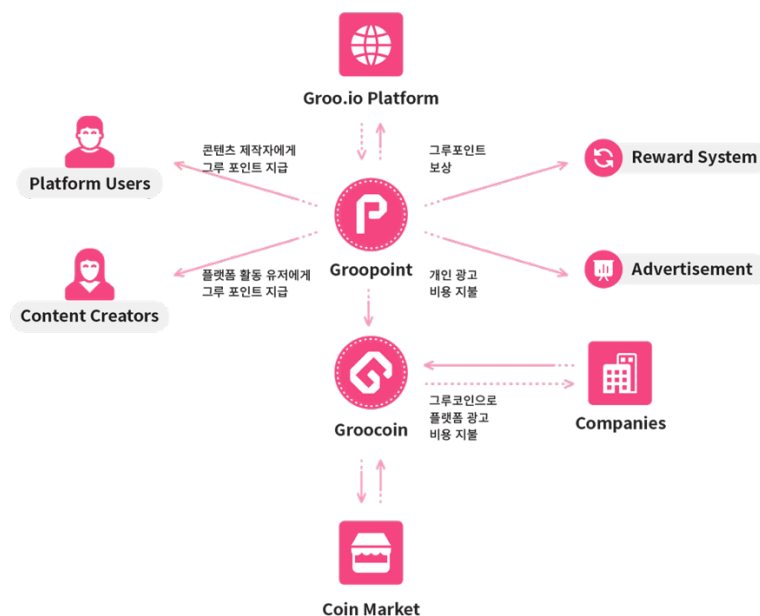 Groo.io Platform
Platform Users
콘텐츠 제작자에게
그루 포인트 지급
그루포인트
보상
Reward System
Groopoint
Content Creators
플랫폼 활동 유저에게
그루 포인트 지급
개인 광고
비용 지불
Advertisement
Groocoin
그루코인으로
플랫폼 광고
비용 지불
Companies
Coin Market